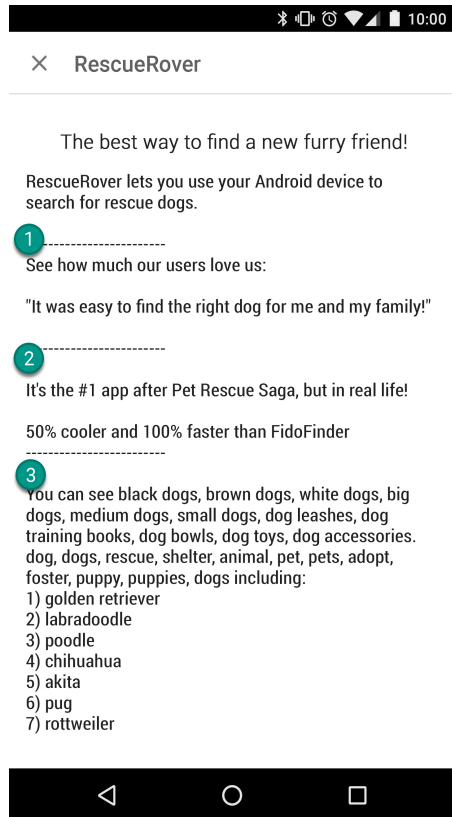 10:00
RescueRover
The best way to find a new furry friend!
RescueRover lets you use your Android device to
search for rescue dogs.
1
-----------------------
See how much our users love us:
"It was easy to find the right dog for me and my family!"
2
-----------------------
It's the #1 app after Pet Rescue Saga, but in real life!
50% cooler and 100% faster than FidoFinder
-------------------------
3
You can see black dogs, brown dogs, white dogs, big
dogs, medium dogs, small dogs, dog leashes, dog
training books, dog bowls, dog toys, dog accessories.
dog, dogs, rescue, shelter, animal, pet, pets, adopt,
foster, puppy, puppies, dogs including:
1) golden retriever
2) labradoodle
3) poodle
4) chihuahua
5) akita
6) pug
7) rottweiler